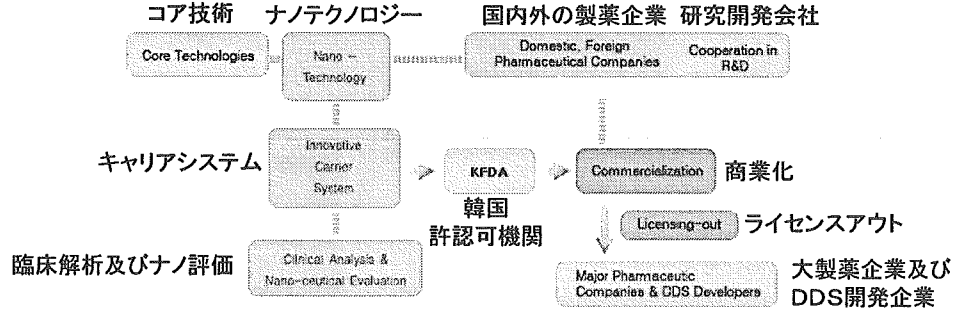 コア技術 ナノテクノロジー 国内外の製薬企業 研究開発会社
Core Technologies
Nano -
Technology
Domestic, Foreign
Pharmaceutical Companies
Cooperation in
R&D
キャリアシステム
Innovative
Carrier
System
KFDA
Commercialization
商業化
韓国
許認可機関
Licensing-out
ライセンスアウト
臨床解析及びナノ評価
Clinical Analysis &
Nano-ceutical Evaluation
Major Pharmaceutic
Companies & DDS Developers
大製薬企業及び
DDS開発企業